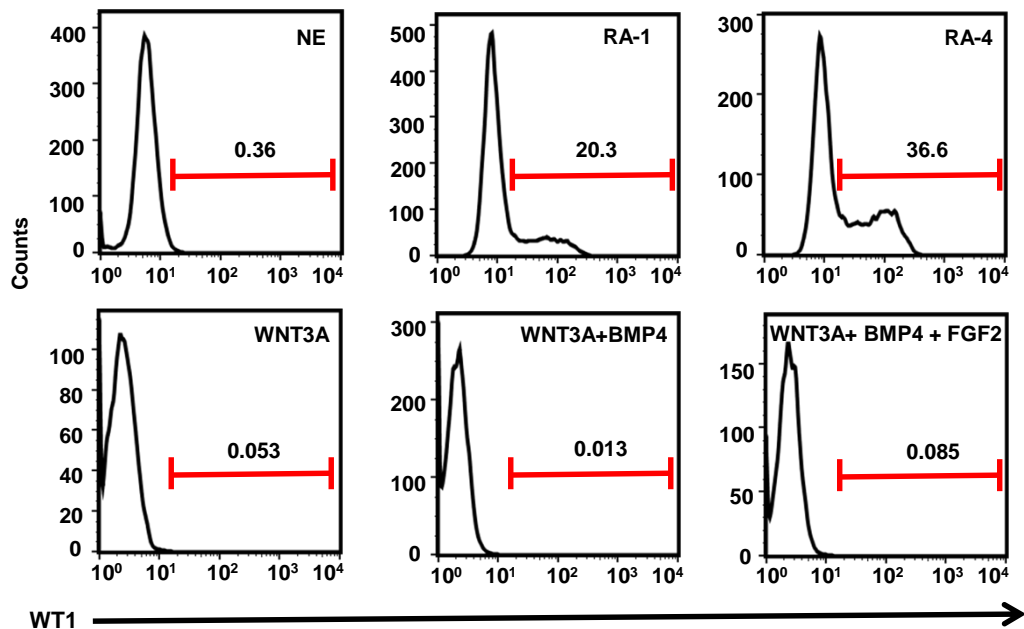 Counts
400
300
200
100
0
NE
0.36
10⁰ 10¹ 10² 10³ 10⁴
500
400
300
200
100
0
RA-1
20.3
10⁰ 10¹ 10² 10³ 10⁴
300
200
100
0
RA-4
36.6
10⁰ 10¹ 10² 10³ 10⁴
100
80
60
40
20
0
WNT3A
0.053
10⁰ 10¹ 10² 10³ 10⁴
300
200
100
0
WNT3A+BMP4
0.013
10⁰ 10¹ 10² 10³ 10⁴
150
100
50
0
WNT3A+ BMP4 + FGF2
0.085
10⁰ 10¹ 10² 10³ 10⁴
WT1